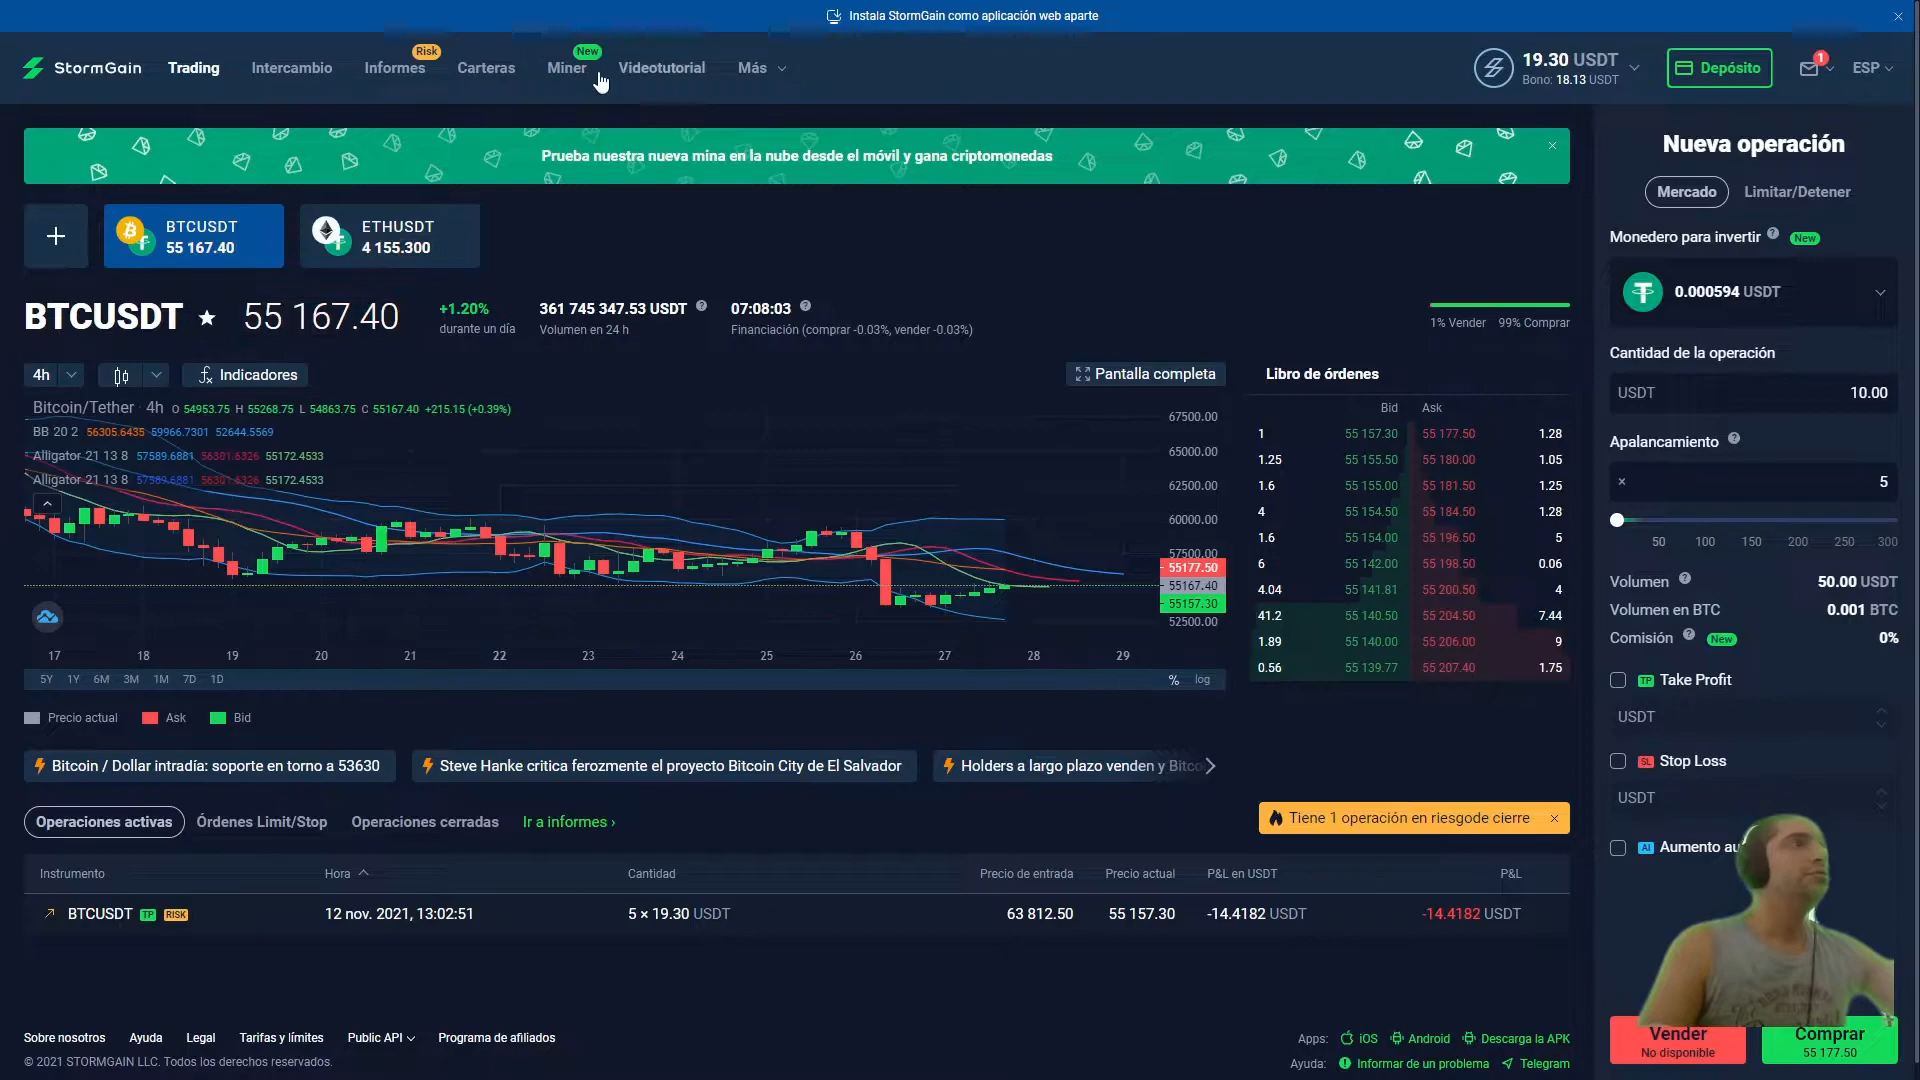 Instala StormGain como aplicación web aparte
StormGain
Trading
Intercambio
Informes
Risk
Carteras
Miner
New
Videotutorial
Más
19.30 USDT
Bono: 18.13 USDT
Depósito
1
ESP
Prueba nuestra nueva mina en la nube desde el móvil y gana criptomonedas
BTCUSDT
55 167.40
ETHUSDT
4 155.300
BTCUSDT ★ 55 167.40
+1.20%
durante un día
361 745 347.53 USDT
Volumen en 24 h
07:08:03
Financiación (comprar -0.03%, vender -0.03%)
1% Vender 99% Comprar
4h
Indicadores
Pantalla completa
Bitcoin/Tether 4h O 54953.75 H 55268.75 L 54863.75 C 55167.40 +215.15 (+0.39%)
BB 20 2 56305.6435 59966.7301 52644.5569
Alligator 21 13 8 57589.6881 56301.6326 55172.4533
Alligator 21 13 8 57589.6881 56301.6326 55172.4533
67500.00
65000.00
62500.00
60000.00
57500.00
55177.50
55167.40
55157.30
52500.00
17 18 19 20 21 22 23 24 25 26 27 28 29
5Y 1Y 6M 3M 1M 7D 1D
% log
Precio actual Ask Bid
Libro de órdenes
Bid Ask
1 55 157.30 55 177.50 1.28
1.25 55 155.50 55 180.00 1.05
1.6 55 155.00 55 181.50 1.25
4 55 154.50 55 184.50 1.28
1.6 55 154.00 55 196.50 5
6 55 142.00 55 198.50 0.06
4.04 55 141.81 55 200.50 4
41.2 55 140.50 55 204.50 7.44
1.89 55 140.00 55 206.00 9
0.56 55 139.77 55 207.40 1.75
Bitcoin / Dollar intradía: soporte en torno a 53630
Steve Hanke critica ferozmente el proyecto Bitcoin City de El Salvador
Holders a largo plazo venden y Bitco
Operaciones activas
Órdenes Limit/Stop
Operaciones cerradas
Ir a informes ›
Tiene 1 operación en riesgode cierre
Instrumento Hora Cantidad Precio de entrada Precio actual P&L en USDT P&L
BTCUSDT TP RISK 12 nov. 2021, 13:02:51 5 × 19.30 USDT 63 812.50 55 157.30 -14.4182 USDT -14.4182 USDT
Nueva operación
Mercado
Limitar/Detener
Monedero para invertir New
0.000594 USDT
Cantidad de la operación
USDT 10.00
Apalancamiento
× 5
50 100 150 200 250 300
Volumen 50.00 USDT
Volumen en BTC 0.001 BTC
Comisión New 0%
TP Take Profit
USDT
SL Stop Loss
USDT
AI Aumento au
Vender
No disponible
Comprar
55 177.50
Sobre nosotros Ayuda Legal Tarifas y límites Public API Programa de afiliados
© 2021 STORMGAIN LLC. Todos los derechos reservados.
Apps: iOS Android Descarga la APK
Ayuda: Informar de un problema Telegram